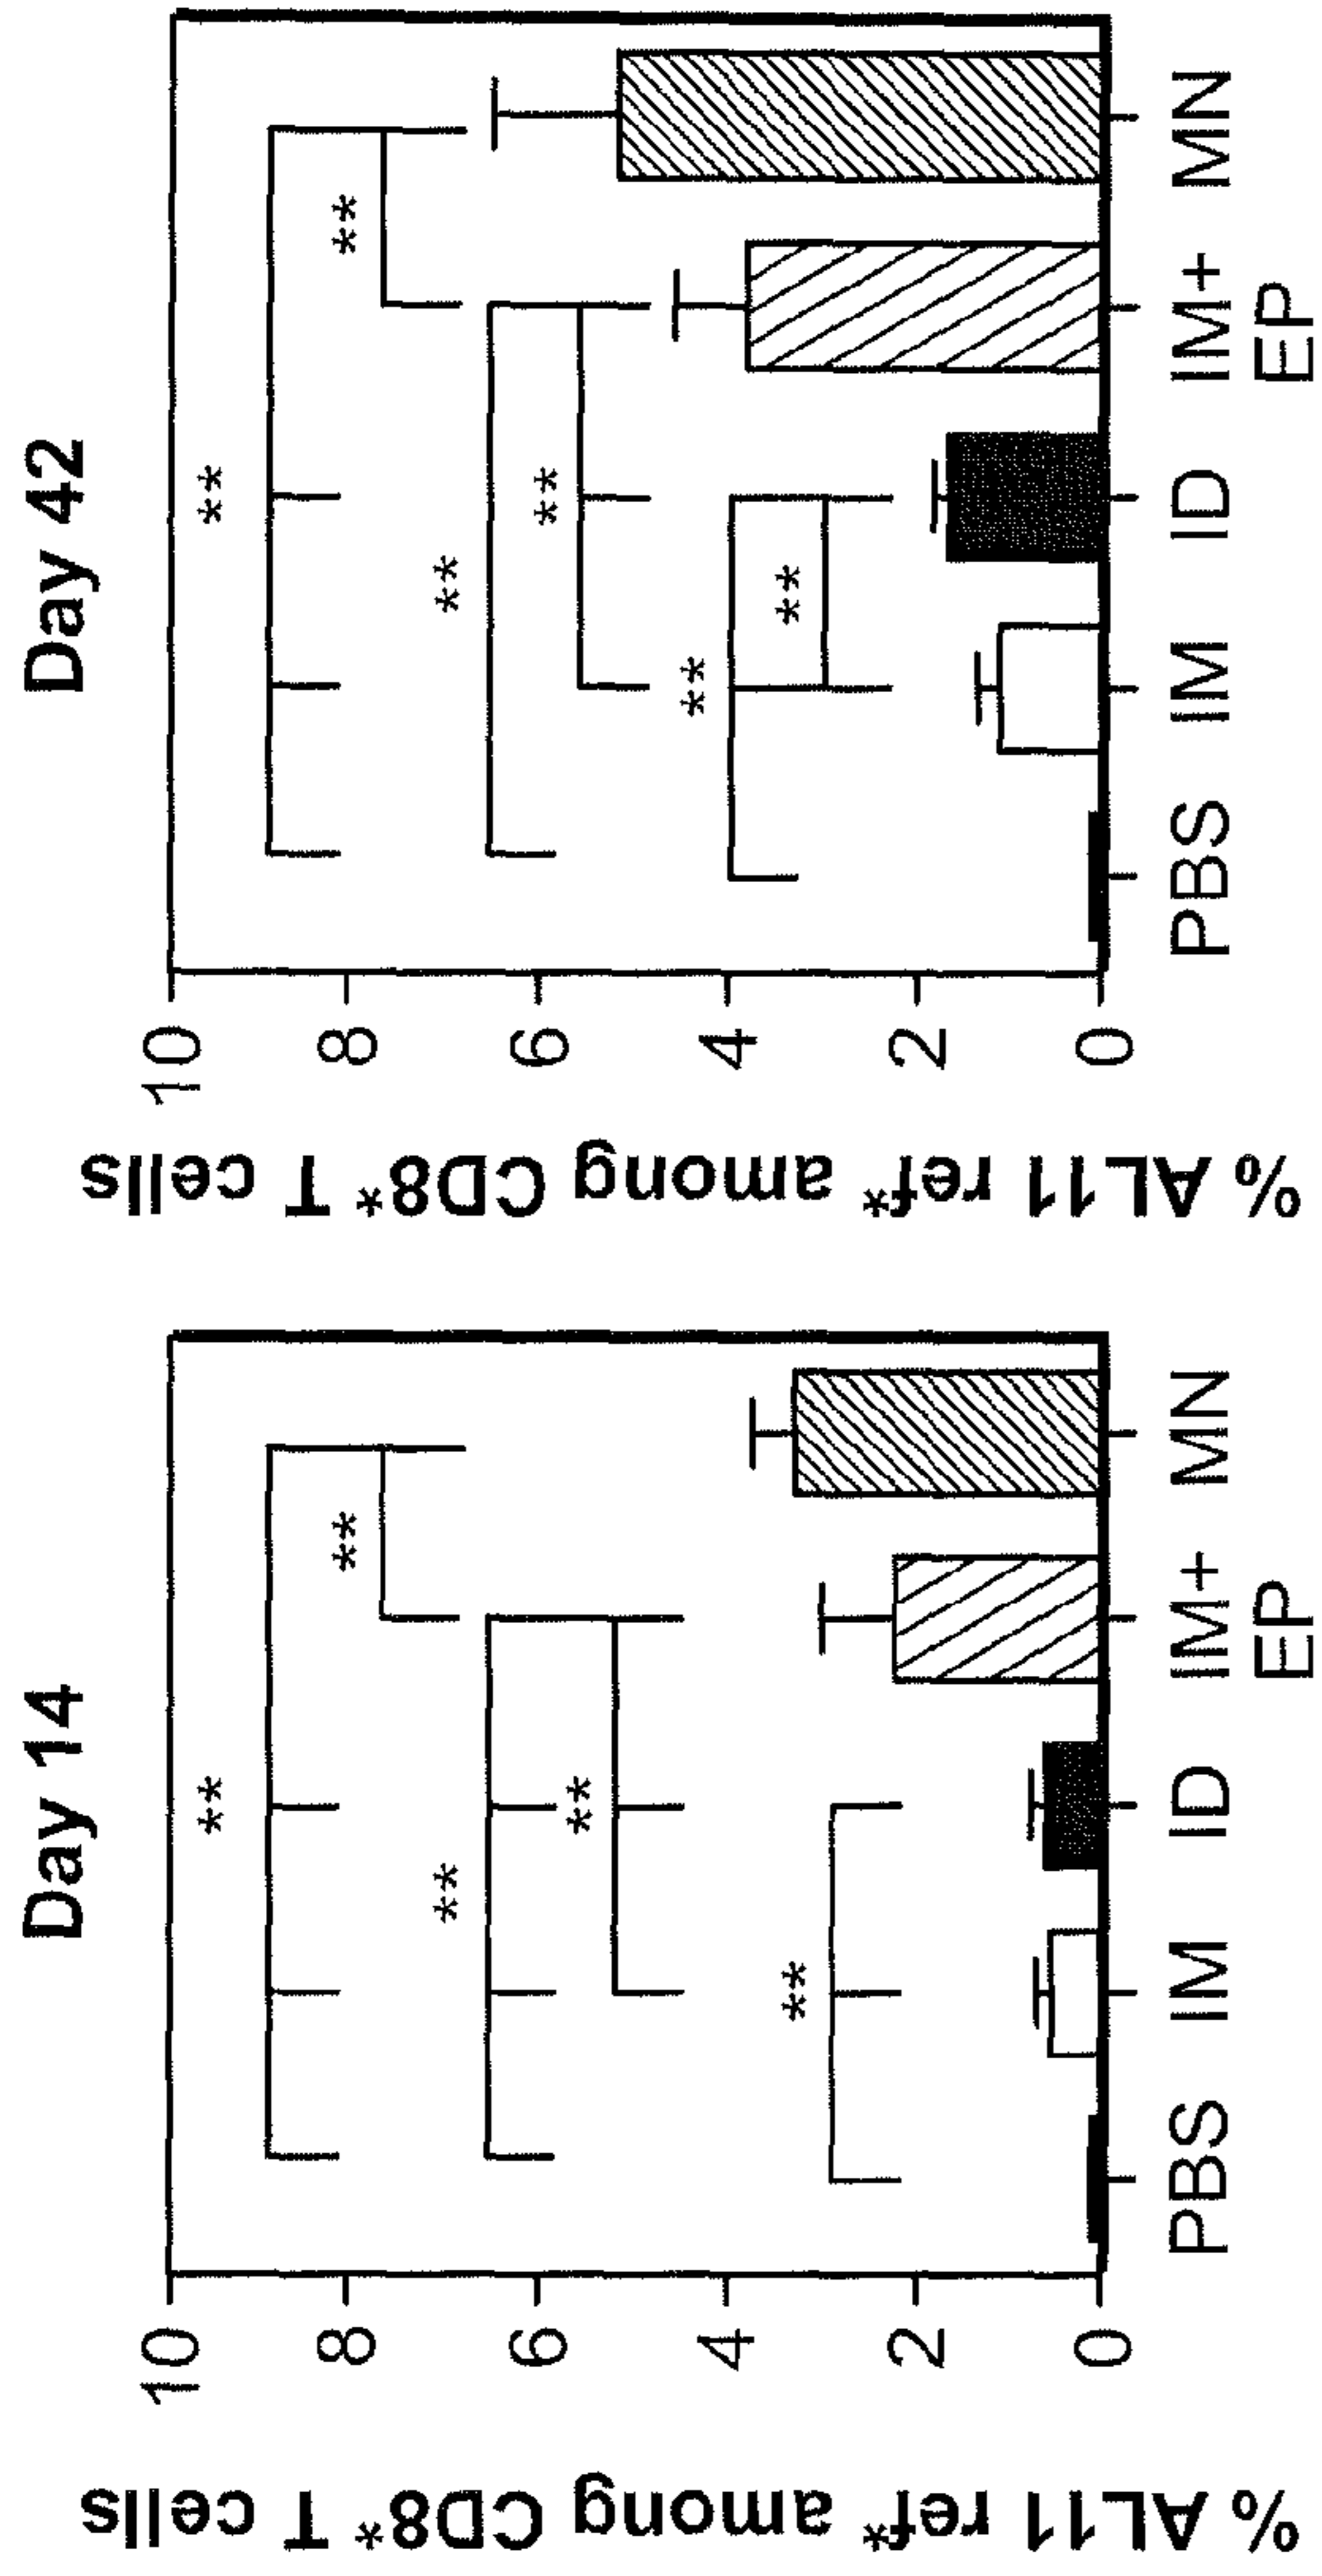 Day 14
% AL11 ref* among CD8* T cells
10
8
6
4
2
0
**
**
**
**
**
PBS
IM
ID
IM+
EP
MN
Day 42
% AL11 ref* among CD8* T cells
10
8
6
4
2
0
**
**
**
**
**
**
PBS
IM
ID
IM+
EP
MN